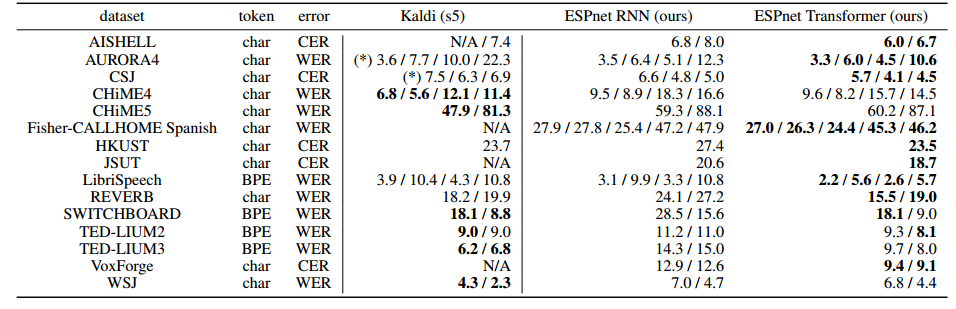 dataset token error Kaldi (s5) ESPnet RNN (ours) ESPnet Transformer (ours)
AISHELL char CER N/A / 7.4 6.8 / 8.0 6.0 / 6.7
AURORA4 char WER (*) 3.6 / 7.7 / 10.0 / 22.3 3.5 / 6.4 / 5.1 / 12.3 3.3 / 6.0 / 4.5 / 10.6
CSJ char CER (*) 7.5 / 6.3 / 6.9 6.6 / 4.8 / 5.0 5.7 / 4.1 / 4.5
CHiME4 char WER 6.8 / 5.6 / 12.1 / 11.4 9.5 / 8.9 / 18.3 / 16.6 9.6 / 8.2 / 15.7 / 14.5
CHiME5 char WER 47.9 / 81.3 59.3 / 88.1 60.2 / 87.1
Fisher-CALLHOME Spanish char WER N/A 27.9 / 27.8 / 25.4 / 47.2 / 47.9 27.0 / 26.3 / 24.4 / 45.3 / 46.2
HKUST char CER 23.7 27.4 23.5
JSUT char CER N/A 20.6 18.7
LibriSpeech BPE WER 3.9 / 10.4 / 4.3 / 10.8 3.1 / 9.9 / 3.3 / 10.8 2.2 / 5.6 / 2.6 / 5.7
REVERB char WER 18.2 / 19.9 24.1 / 27.2 15.5 / 19.0
SWITCHBOARD BPE WER 18.1 / 8.8 28.5 / 15.6 18.1 / 9.0
TED-LIUM2 BPE WER 9.0 / 9.0 11.2 / 11.0 9.3 / 8.1
TED-LIUM3 BPE WER 6.2 / 6.8 14.3 / 15.0 9.7 / 8.0
VoxForge char CER N/A 12.9 / 12.6 9.4 / 9.1
WSJ char WER 4.3 / 2.3 7.0 / 4.7 6.8 / 4.4